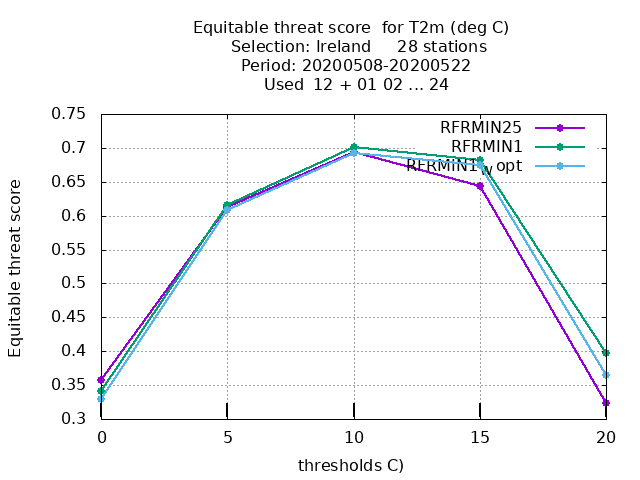 Equitable threat score  for T2m (deg C)
Selection: Ireland     28 stations
Period: 20200508-20200522
Used  12 + 01 02 ... 24
RFRMIN25
RFRMIN1
RFRMIN1w opt
Equitable threat score
0.75
0.7
0.65
0.6
0.55
0.5
0.45
0.4
0.35
0.3
0 5 10 15 20
thresholds C)